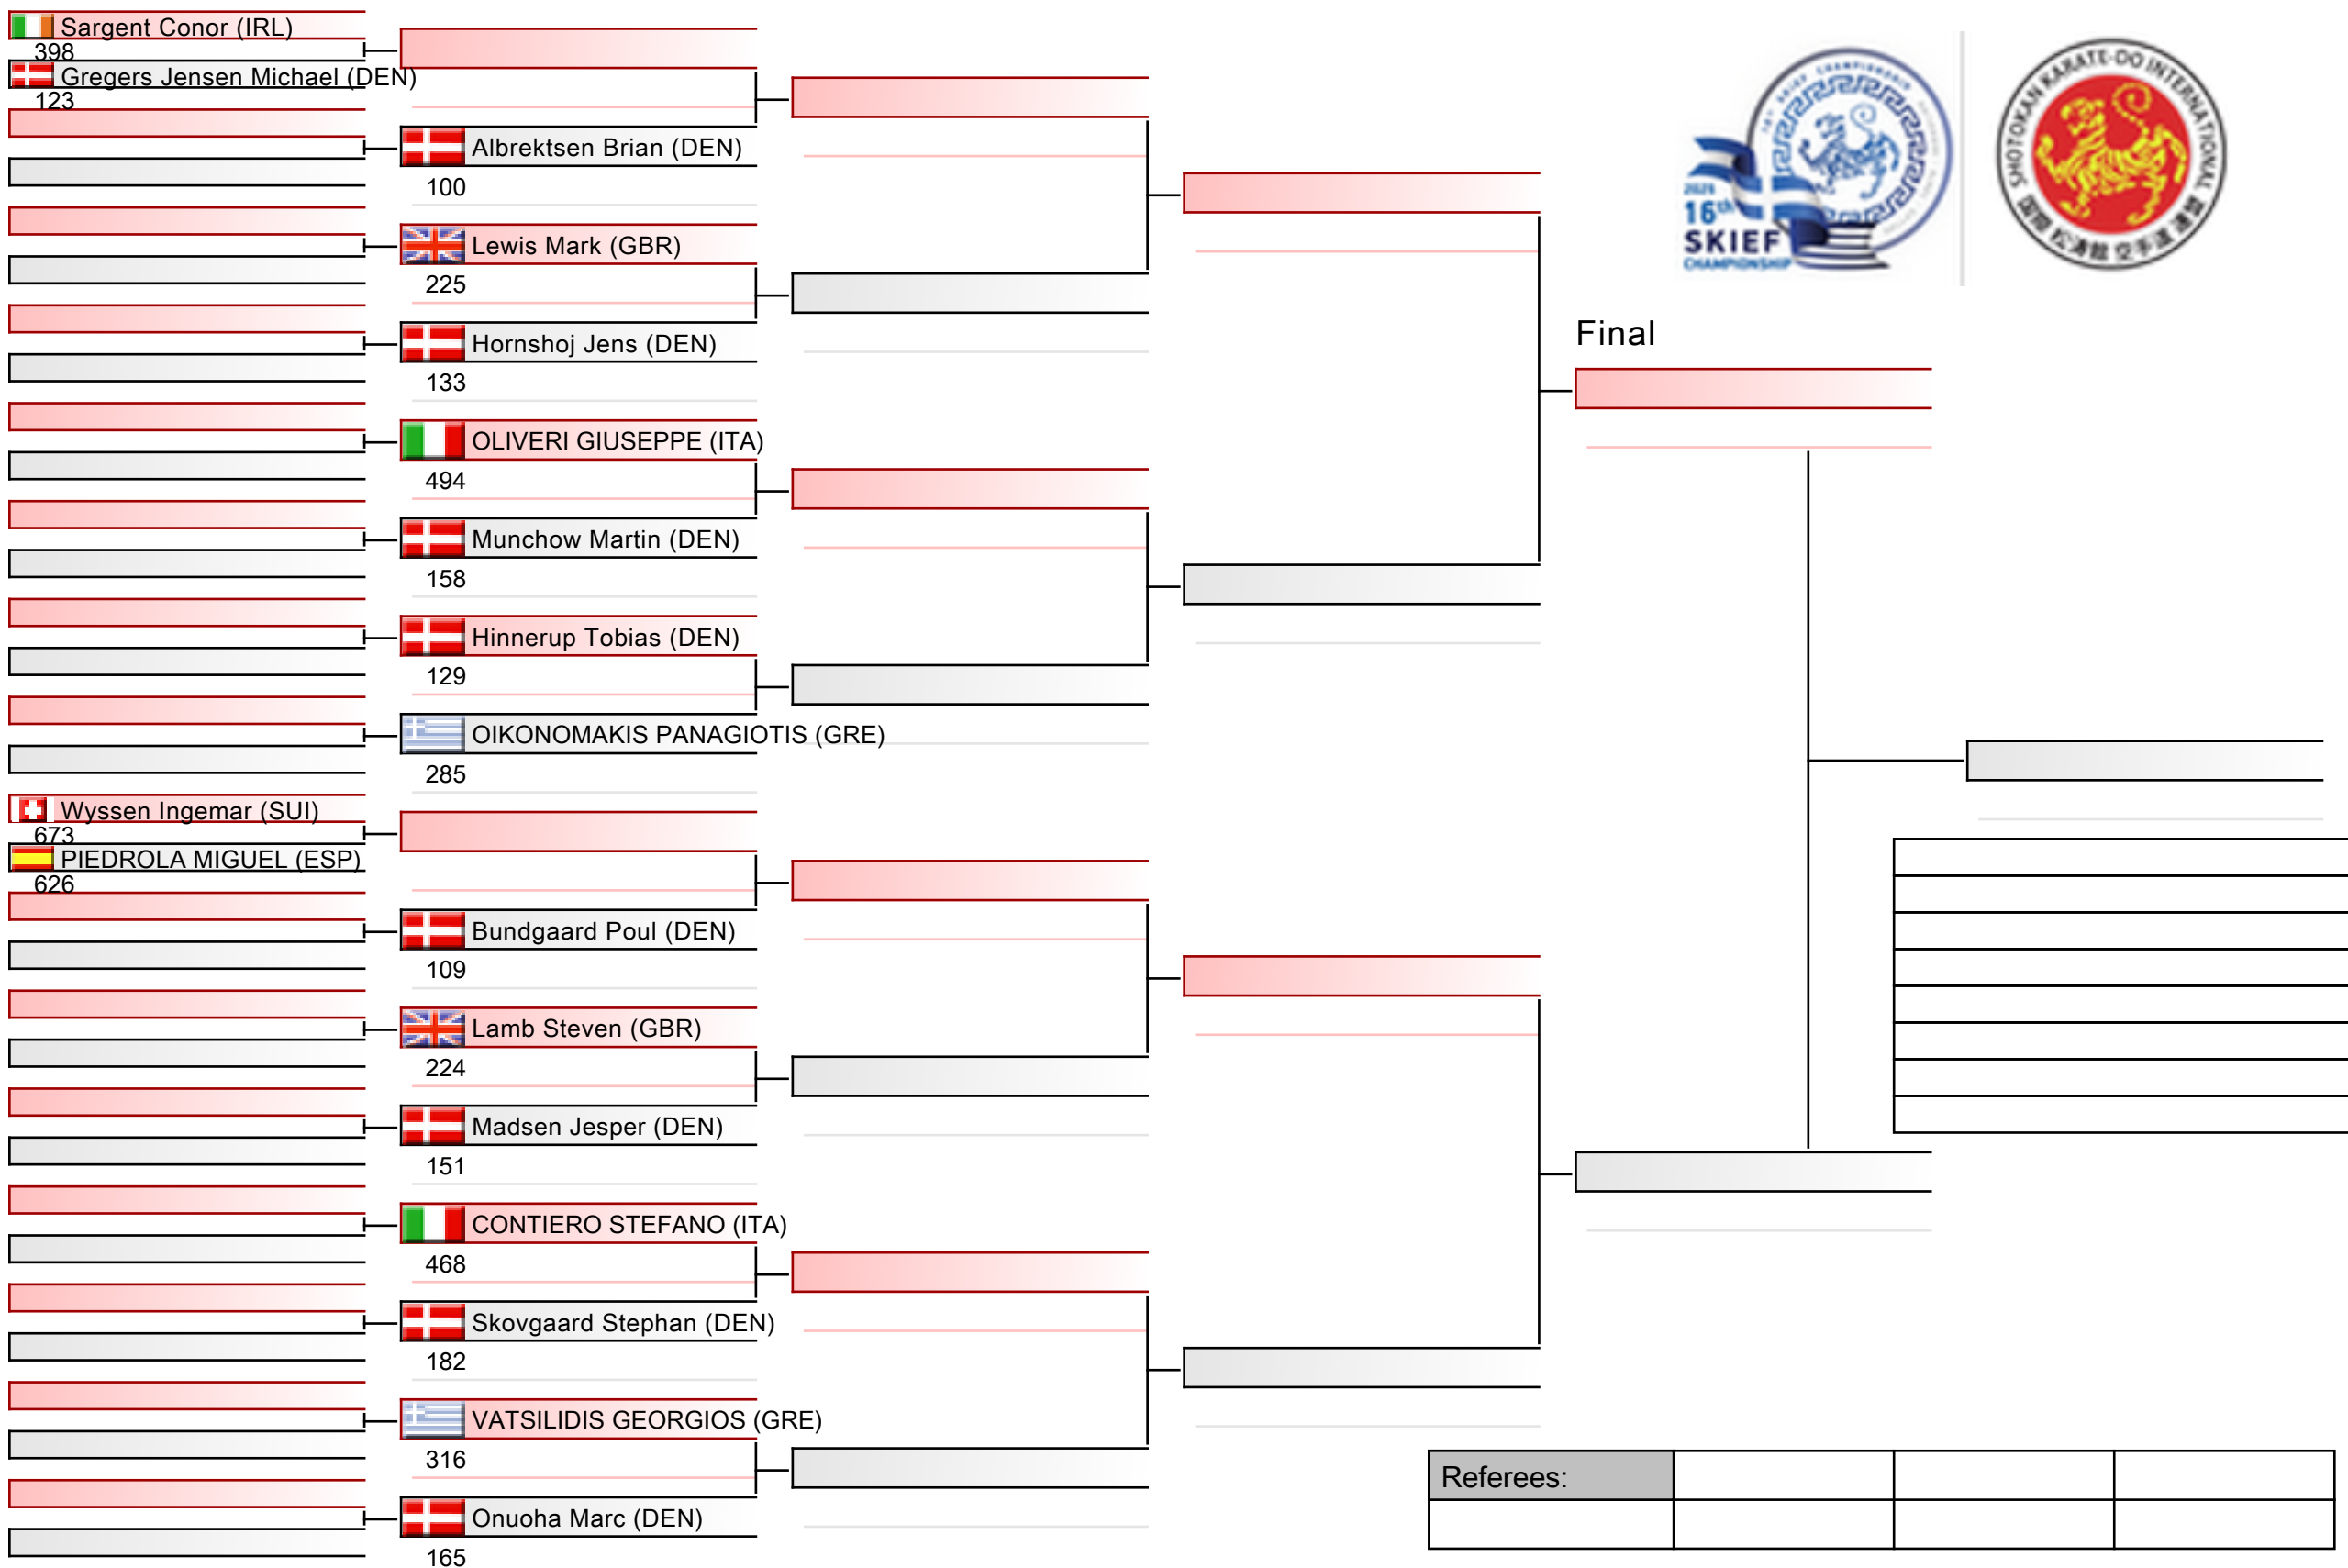 Sargent Conor (IRL)
398
Gregers Jensen Michael (DEN)
123
Albrektsen Brian (DEN)
100
Lewis Mark (GBR)
225
Hornshoj Jens (DEN)
133
OLIVERI GIUSEPPE (ITA)
494
Munchow Martin (DEN)
158
Hinnerup Tobias (DEN)
129
OIKONOMAKIS PANAGIOTIS (GRE)
285
Wyssen Ingemar (SUI)
673
PIEDROLA MIGUEL (ESP)
626
Bundgaard Poul (DEN)
109
Lamb Steven (GBR)
224
Madsen Jesper (DEN)
151
CONTIERO STEFANO (ITA)
468
Skovgaard Stephan (DEN)
182
VATSILIDIS GEORGIOS (GRE)
316
Onuoha Marc (DEN)
165
16th SKIEF CHAMPIONSHIP
16th
SKIEF
CHAMPIONSHIP
SHOTOKAN KARATE-DO INTERNATIONAL
Final
Referees: